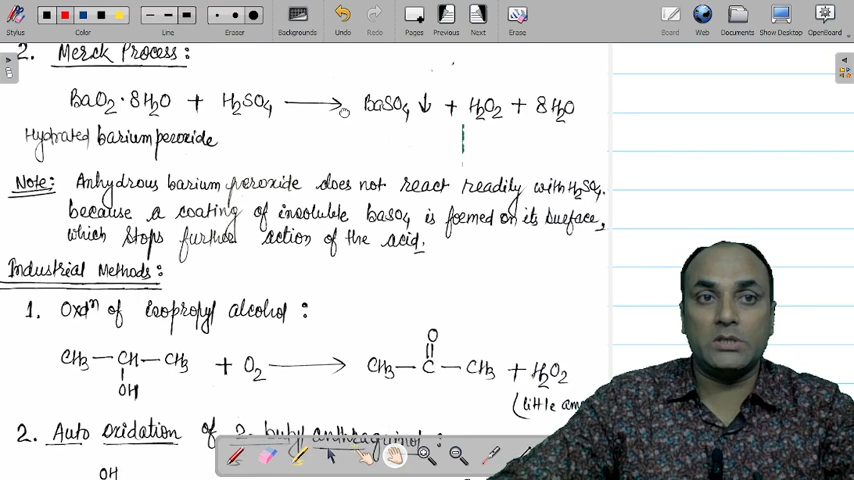 Stylus Color Line Eraser Backgrounds Undo Redo Pages Previous Next Erase Board Web Documents Show Desktop OpenBoard
2. Merck Process:
BaO2·8H2O + H2SO4 → BaSO4 ↓ + H2O2 + 8H2O
Hydrated barium peroxide
Note: Anhydrous barium peroxide does not react readily with H2SO4,
because a coating of insoluble BaSO4 is formed on its surface,
which stops further action of the acid.
Industrial Methods:
1. Oxdn of isopropyl alcohol:
O
CH3—CH—CH3 + O2 → CH3—C—CH3 + H2O2
OH
(little
2. Auto oxidation of 2-butyl anthraquinol:
OH